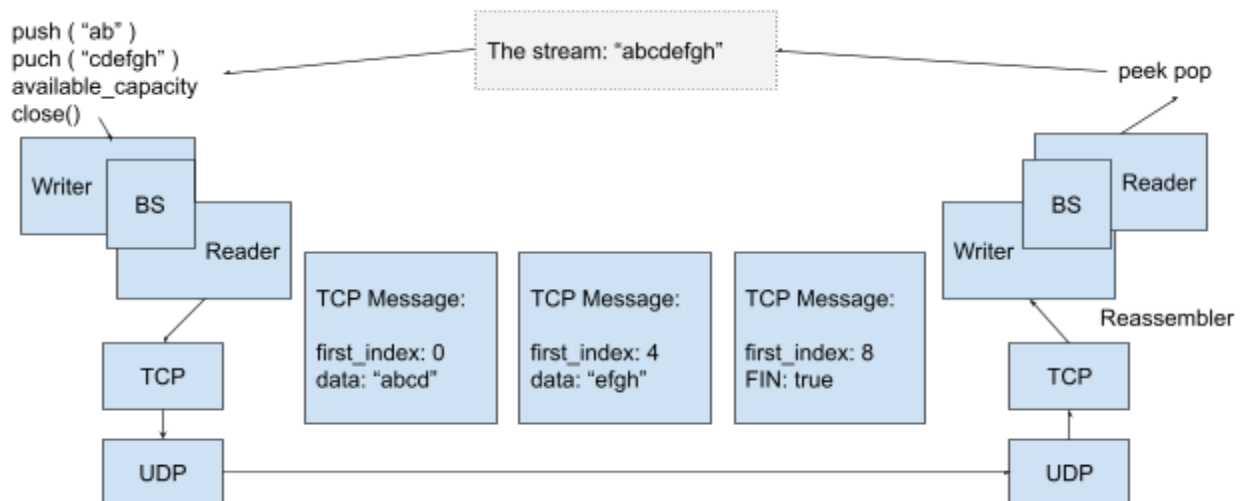 push ( “ab” )
puch ( “cdefgh” )
available_capacity
close()
The stream: “abcdefgh”
peek pop
Writer
BS
Reader
Reader
BS
Writer
TCP Message:
first_index: 0
data: “abcd”
TCP Message:
first_index: 4
data: “efgh”
TCP Message:
first_index: 8
FIN: true
Reassembler
TCP
TCP
UDP
UDP